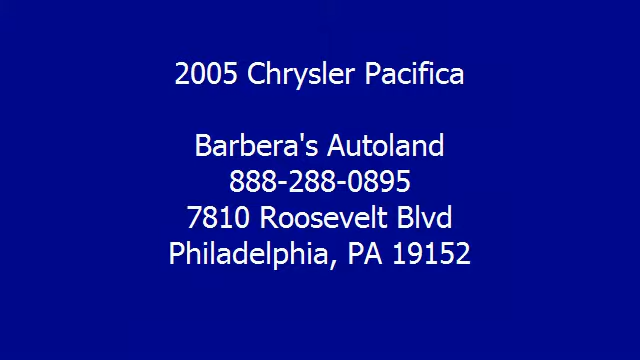 2005 Chrysler Pacifica
Barbera's Autoland
888-288-0895
7810 Roosevelt Blvd
Philadelphia, PA 19152